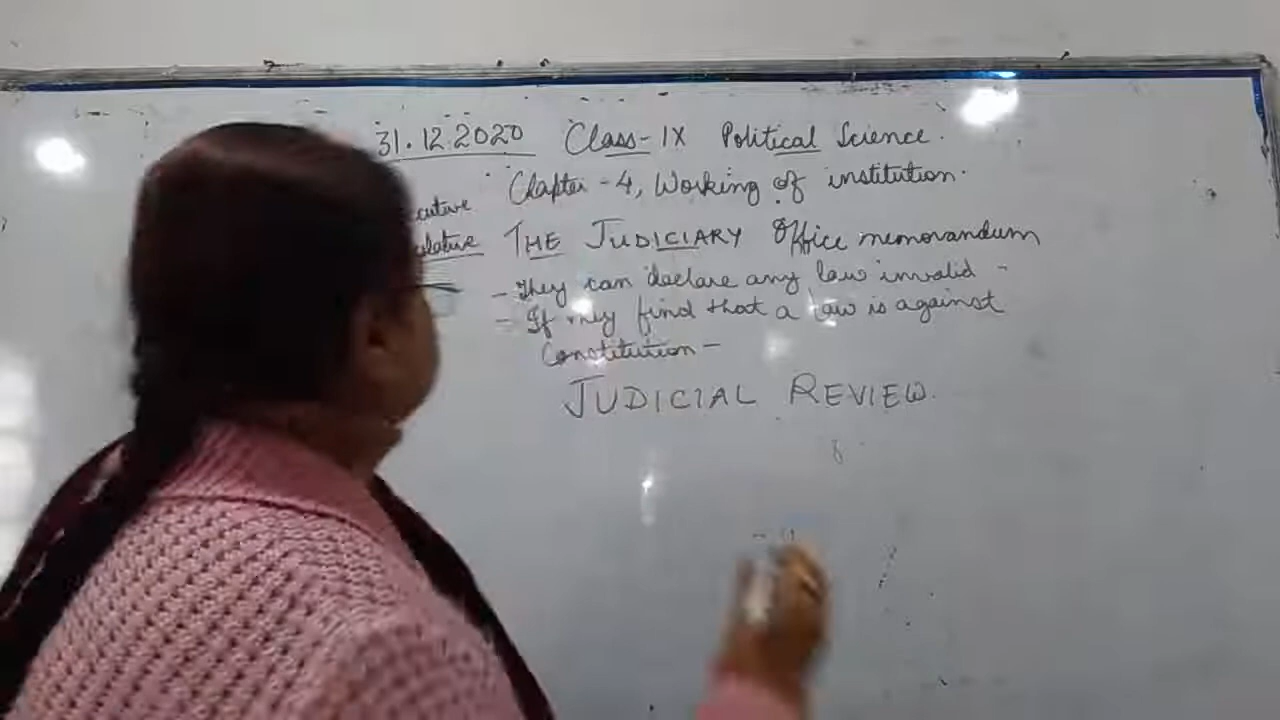 31.12.2020 Class-IX Political Science.
Chapter - 4, Working of institution.
THE JUDICIARY Office memorandum
- They can declare any law invalid -
- If they find that a law is against
Constitution -
JUDICIAL REVIEW.